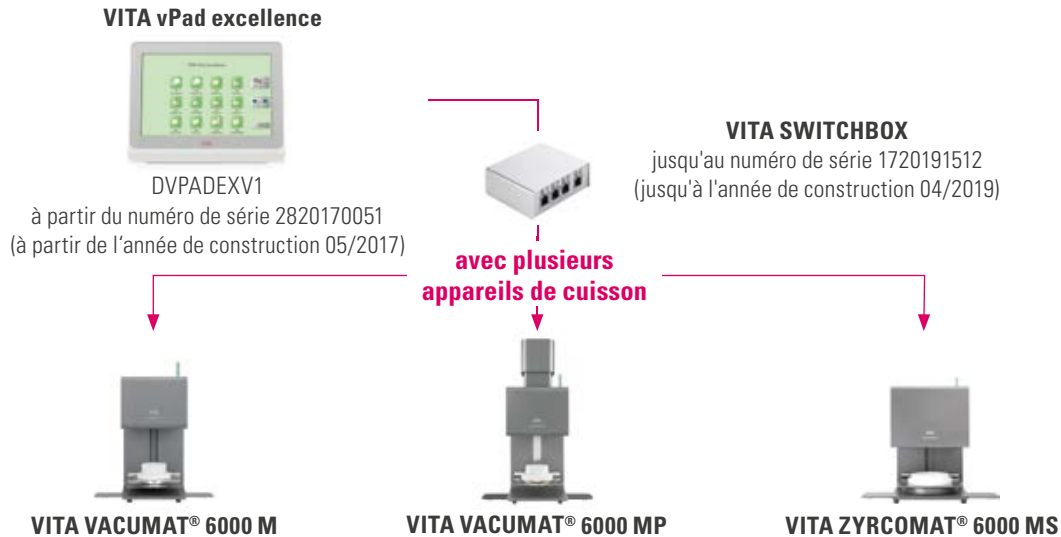 VITA vPad excellence
DVPADEXV1
à partir du numéro de série 2820170051
(à partir de l‘année de construction 05/2017)
VITA SWITCHBOX
jusqu'au numéro de série 1720191512
(jusqu'à l'année de construction 04/2019)
avec plusieurs
appareils de cuisson
VITA VACUMAT® 6000 M
VITA VACUMAT® 6000 MP
VITA ZYRCOMAT® 6000 MS